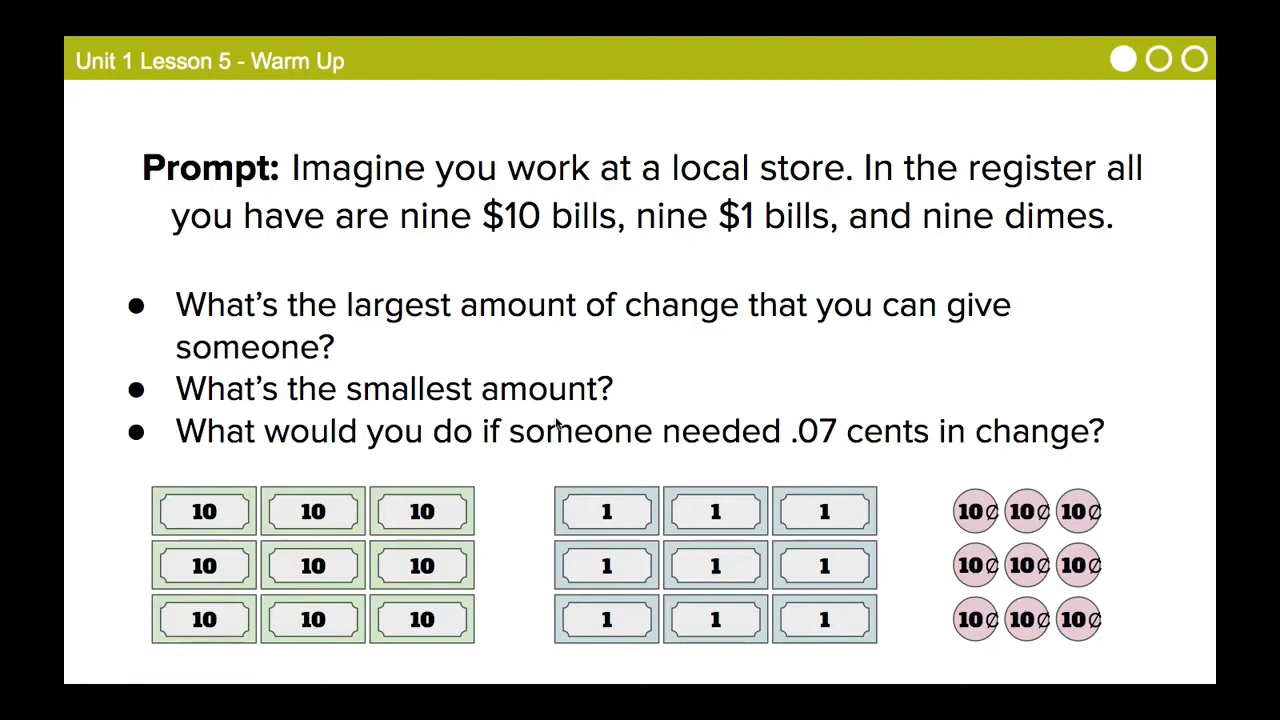 Unit 1 Lesson 5 - Warm Up
Prompt: Imagine you work at a local store. In the register all
you have are nine $10 bills, nine $1 bills, and nine dimes.
● What's the largest amount of change that you can give
someone?
● What's the smallest amount?
● What would you do if someone needed .07 cents in change?
10 10 10 1 1 1 10¢ 10¢ 10¢
10 10 10 1 1 1 10¢ 10¢ 10¢
10 10 10 1 1 1 10¢ 10¢ 10¢